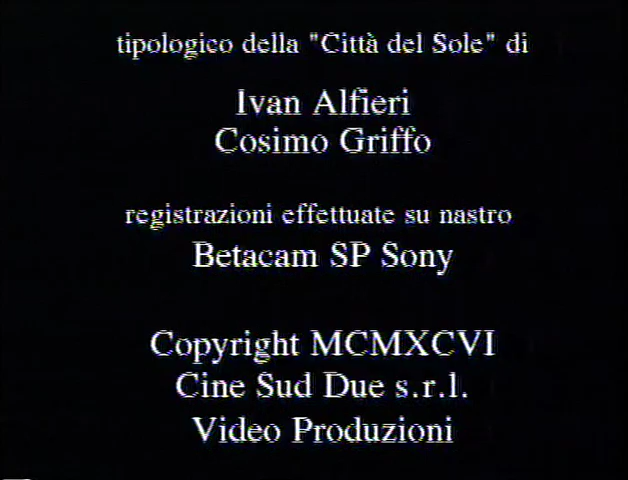 tipologico della "Città del Sole" di
Ivan Alfieri
Cosimo Griffo
registrazioni effettuate su nastro
Betacam SP Sony
Copyright MCMXCVI
Cine Sud Due s.r.l.
Video Produzioni